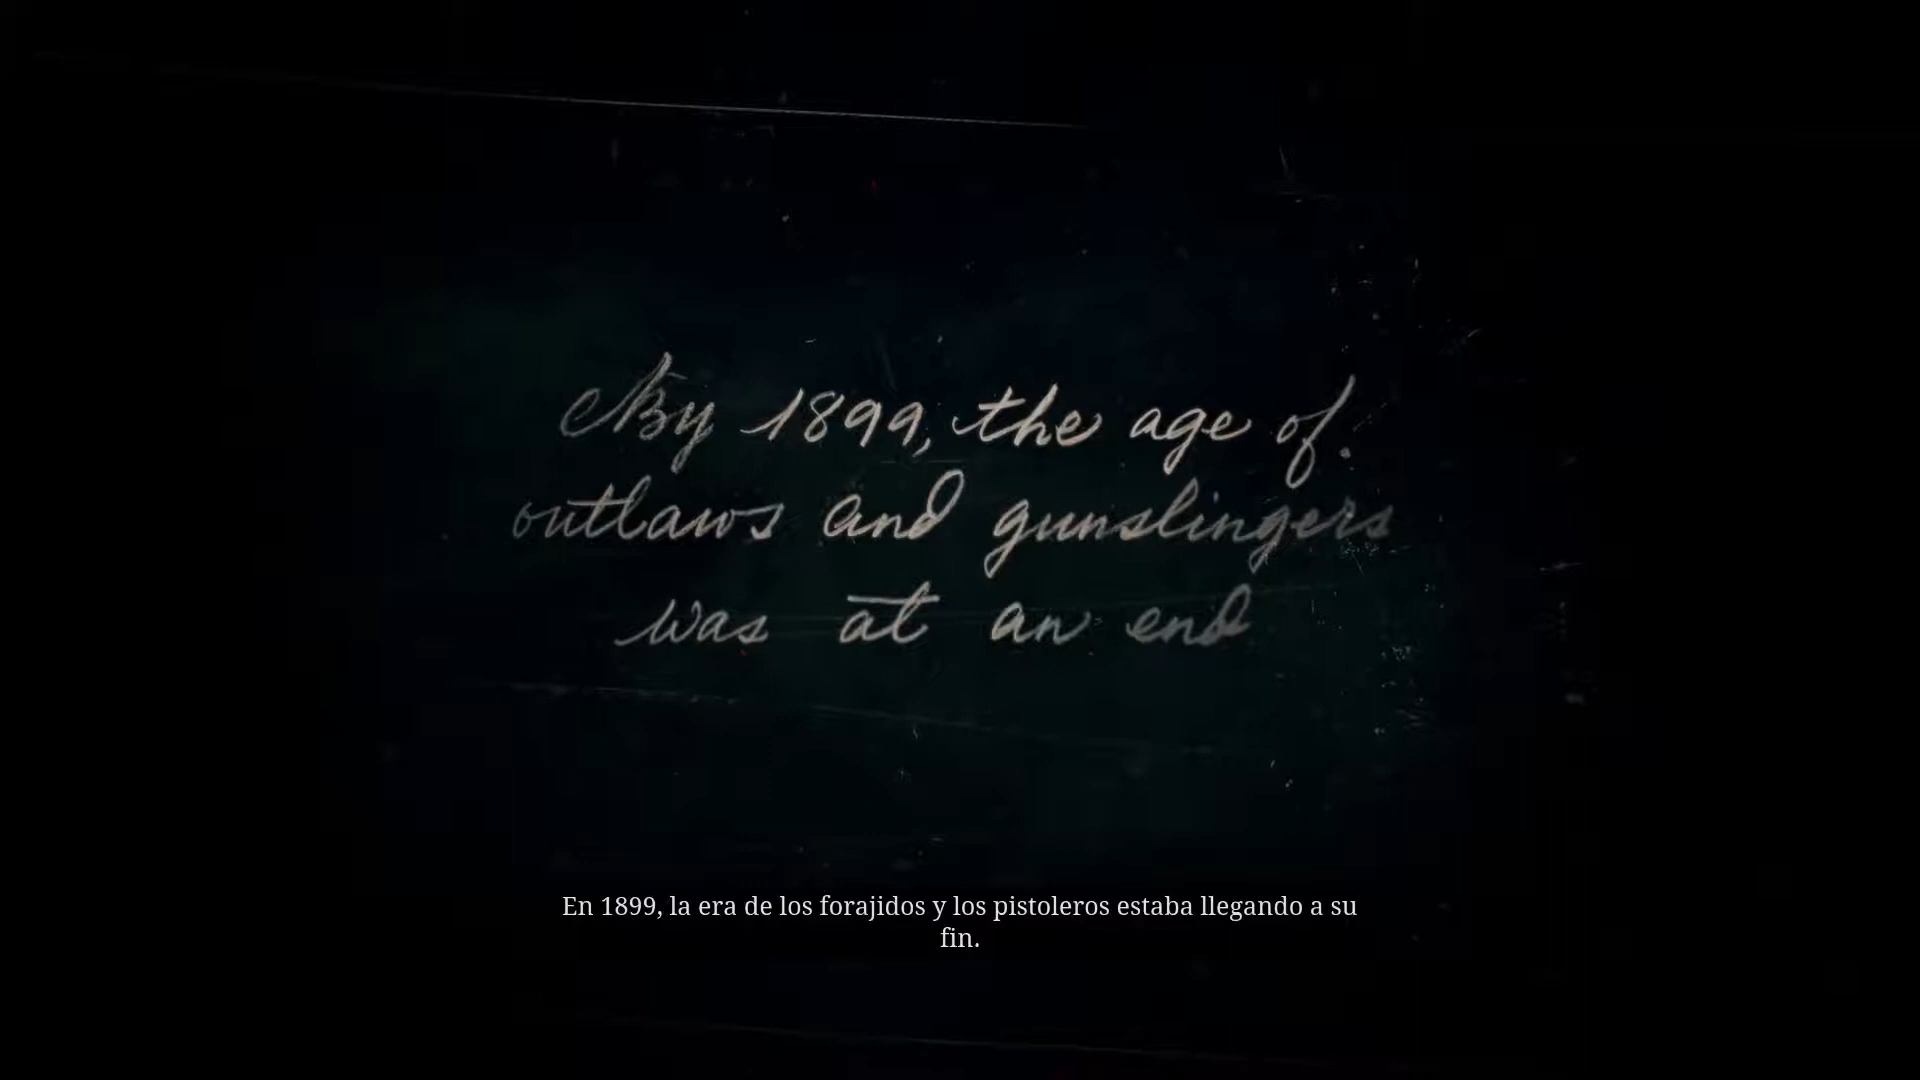 By 1899, the age of
outlaws and gunslingers
was at an end
En 1899, la era de los forajidos y los pistoleros estaba llegando a su
fin.